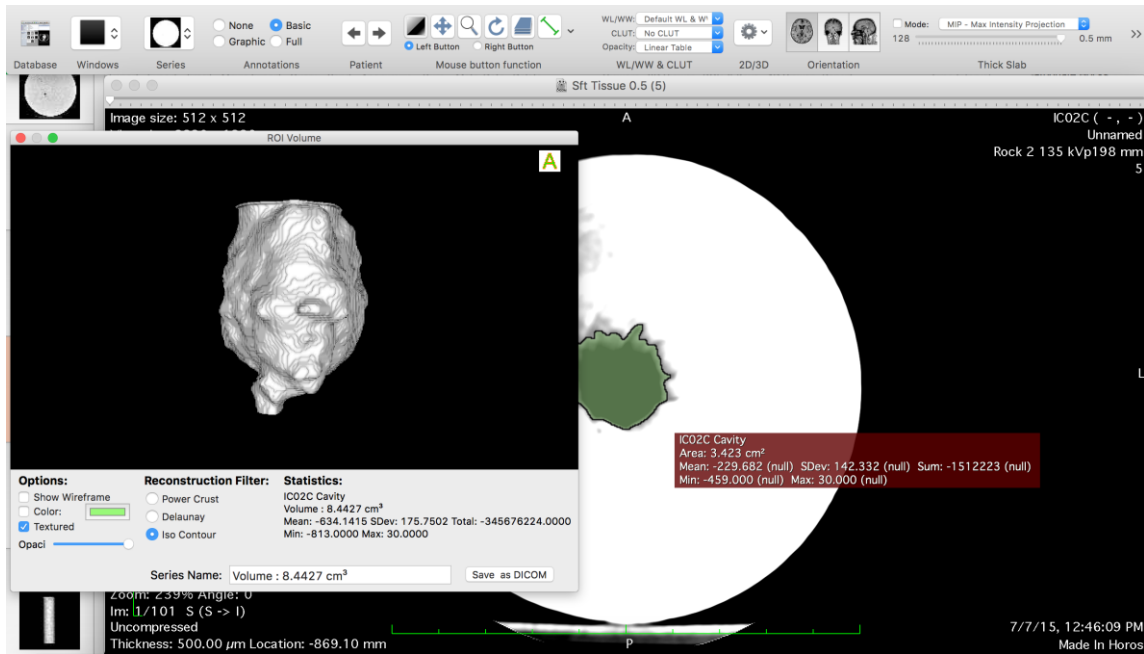 None Basic
Graphic Full
WL/WW: Default WL & W
CLUT: No CLUT
Opacity: Linear Table
Left Button Right Button
Mode: MIP - Max Intensity Projection
128 0.5 mm
Database Windows Series Annotations Patient Mouse button function WL/WW & CLUT 2D/3D Orientation Thick Slab
Sft Tissue 0.5 (5)
Image size: 512 x 512
A
IC02C ( - , - )
Unnamed
Rock 2 135 kVp198 mm
5
ROI Volume
A
L
IC02C Cavity
Area: 3.423 cm²
Mean: -229.682 (null) SDev: 142.332 (null) Sum: -1512223 (null)
Min: -459.000 (null) Max: 30.000 (null)
Options:
Show Wireframe
Color:
Textured
Opaci
Reconstruction Filter:
Power Crust
Delaunay
Iso Contour
Statistics:
IC02C Cavity
Volume : 8.4427 cm³
Mean: -634.1415 SDev: 175.7502 Total: -345676224.0000
Min: -813.0000 Max: 30.0000
Series Name: Volume : 8.4427 cm³ Save as DICOM
Zoom: 239% Angle: 0
Im: 1/101 S (S -> I)
Uncompressed
Thickness: 500.00 µm Location: -869.10 mm
P
7/7/15, 12:46:09 PM
Made In Horos